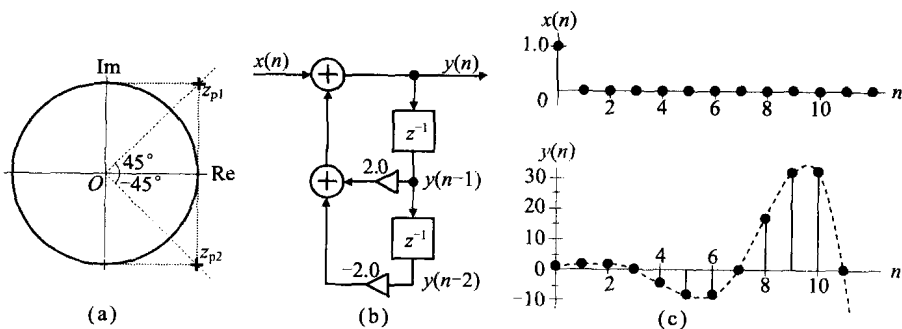 Im
z_p1
45°
O
−45°
Re
z_p2
(a)
x(n)
y(n)
z⁻¹
2.0
y(n−1)
z⁻¹
−2.0
y(n−2)
(b)
x(n)
1.0
0
2 4 6 8 10 n
y(n)
30
20
10
0
−10
2 4 6 8 10 n
(c)